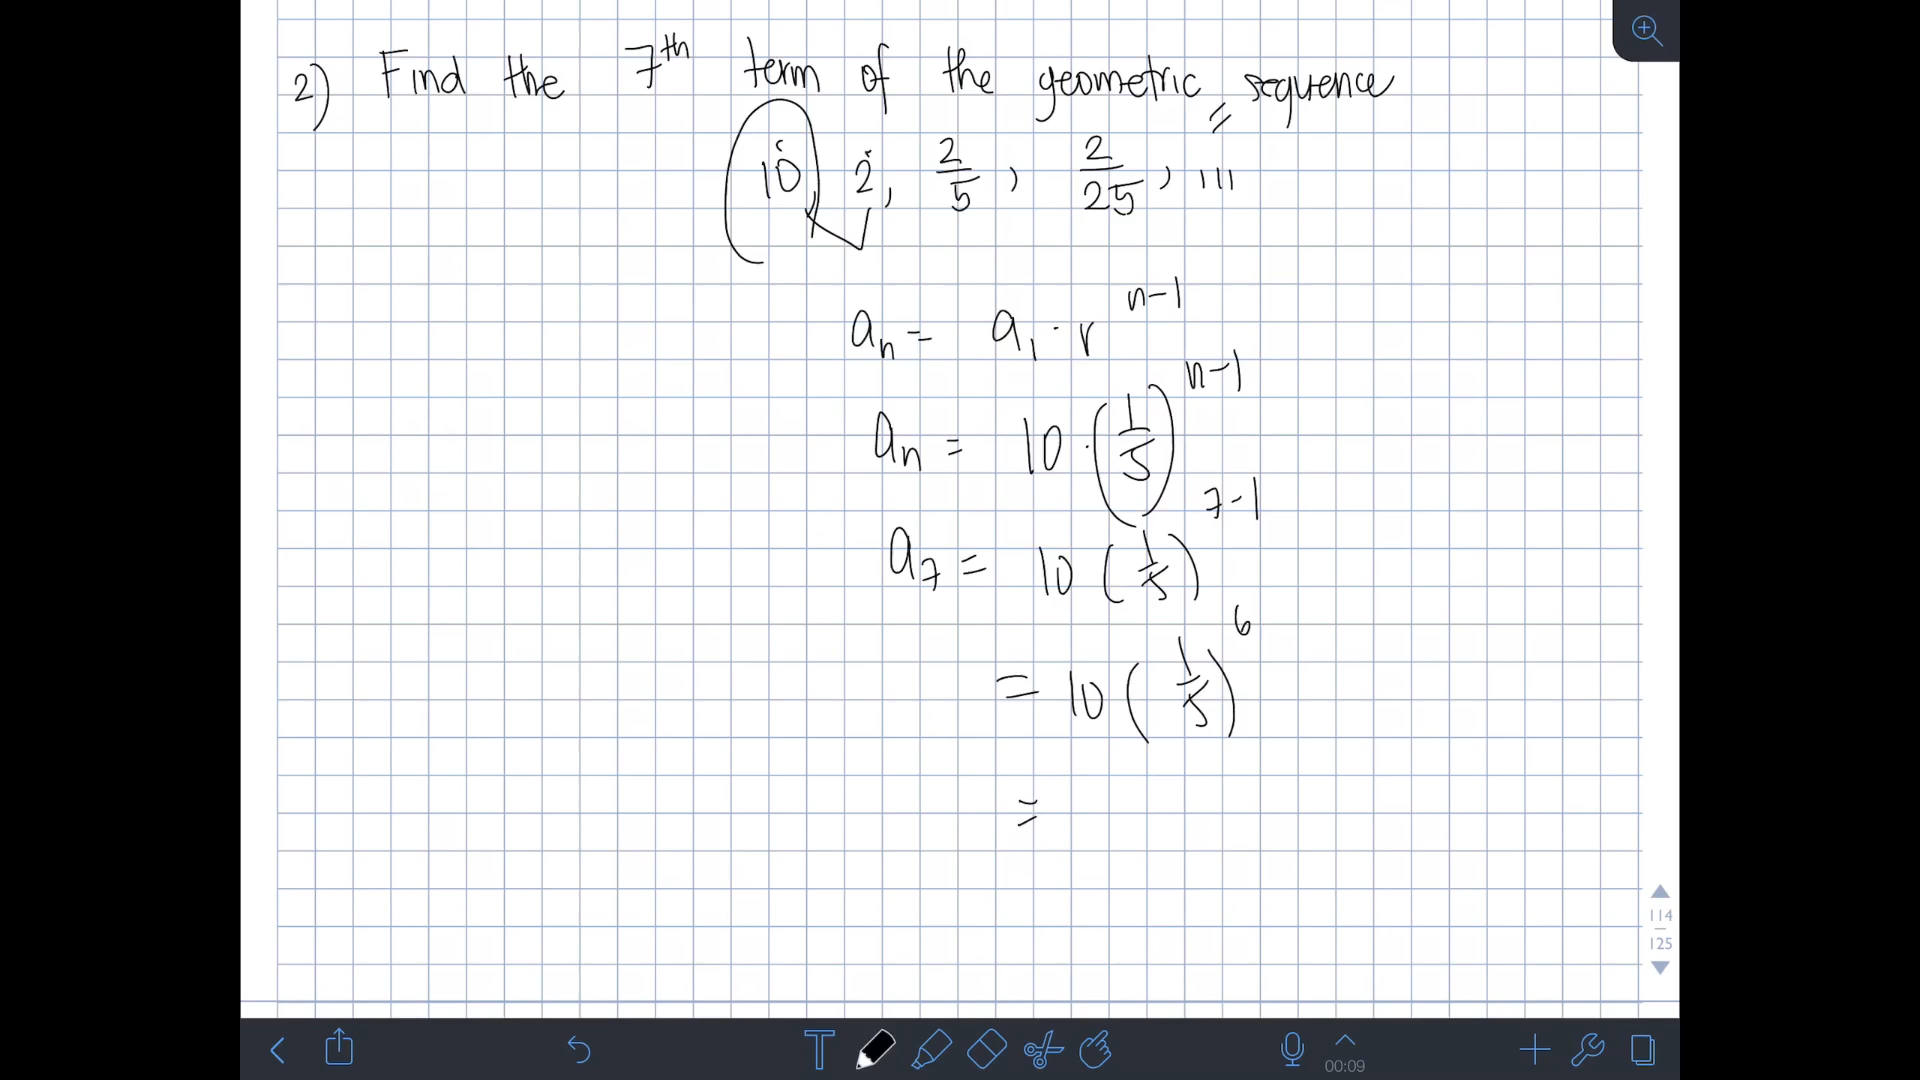 2) Find the 7th term of the geometric sequence
10, 2, 2/5, 2/25, ...
aₙ = a₁ · r^(n-1)
aₙ = 10 · (1/5)^(n-1)
a₇ = 10 (1/5)^(7-1)
= 10 (1/5)^6
=
114
125
T
00:09